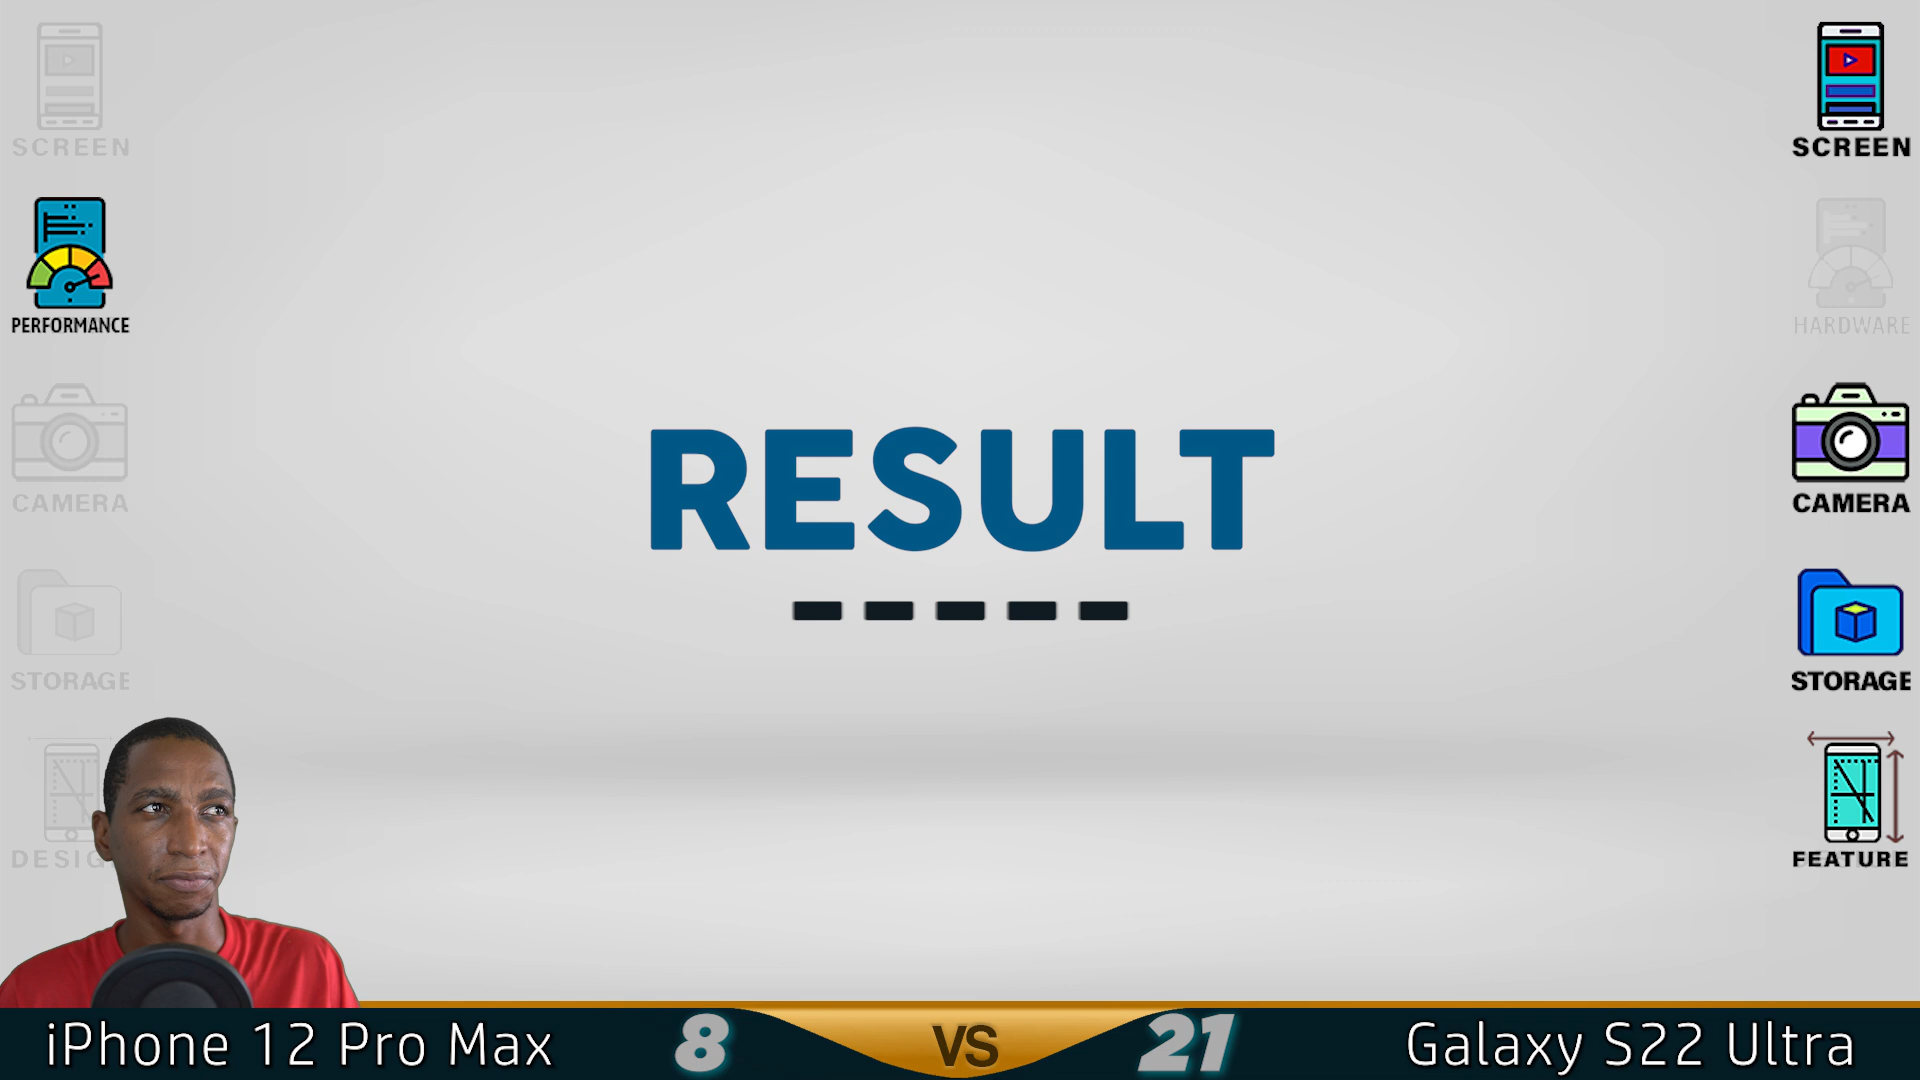 SCREEN
PERFORMANCE
CAMERA
STORAGE
DESIG
RESULT
SCREEN
HARDWARE
CAMERA
STORAGE
FEATURE
iPhone 12 Pro Max
8
VS
21
Galaxy S22 Ultra